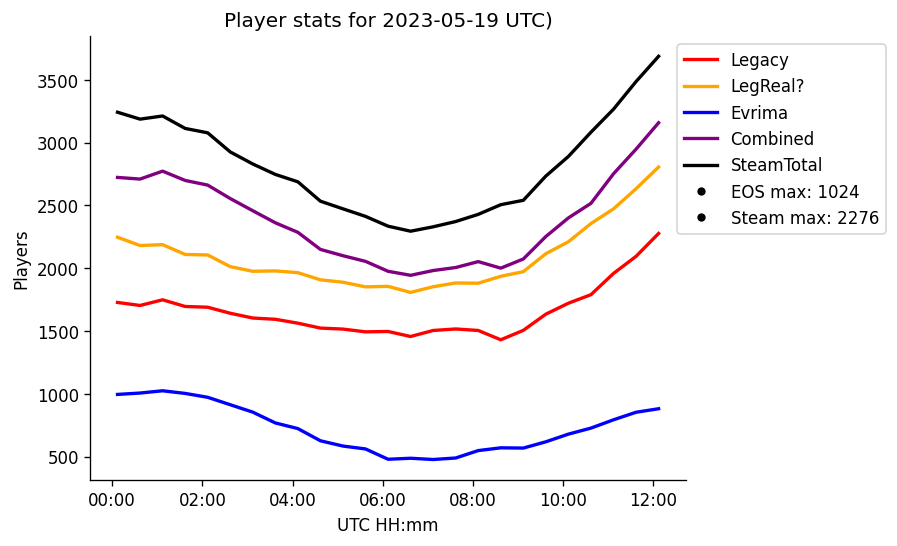 Player stats for 2023-05-19 UTC)
Players
3500
3000
2500
2000
1500
1000
500
00:00 02:00 04:00 06:00 08:00 10:00 12:00
UTC HH:mm
Legacy
LegReal?
Evrima
Combined
SteamTotal
EOS max: 1024
Steam max: 2276